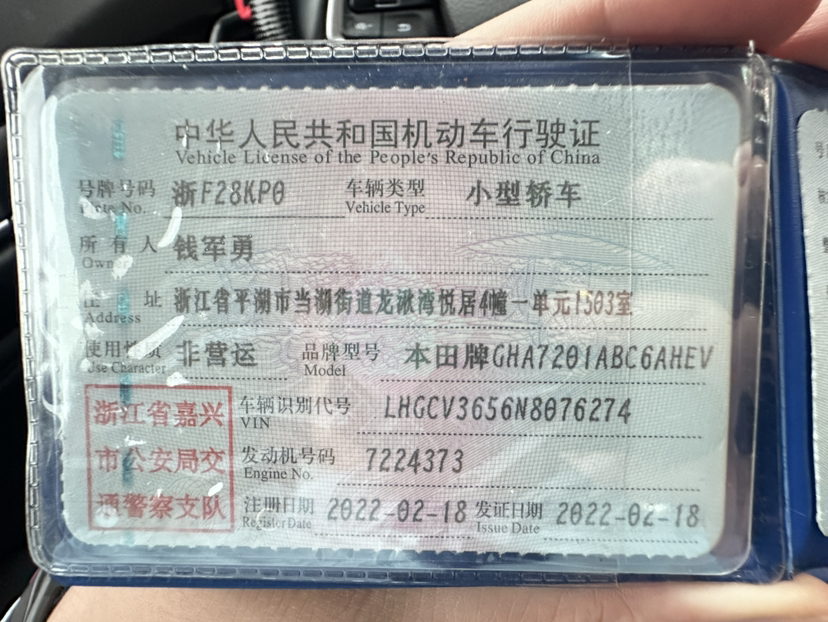 中华人民共和国机动车行驶证
Vehicle License of the People's Republic of China
号牌号码 浙F28KP0 车辆类型 小型轿车
Plate No. Vehicle Type
所有人 钱军勇
Owner
住址 浙江省平湖市当湖街道龙湫湾悦居4幢一单元1503室
Address
使用性质 非营运 品牌型号 本田牌GHA7201ABC6AHEV
Use Character Model
浙江省嘉兴 车辆识别代号 LHGCV3656N8076274
VIN
市公安局交 发动机号码 7224373
Engine No.
通警察支队 注册日期 2022-02-18 发证日期 2022-02-18
Register Date Issue Date